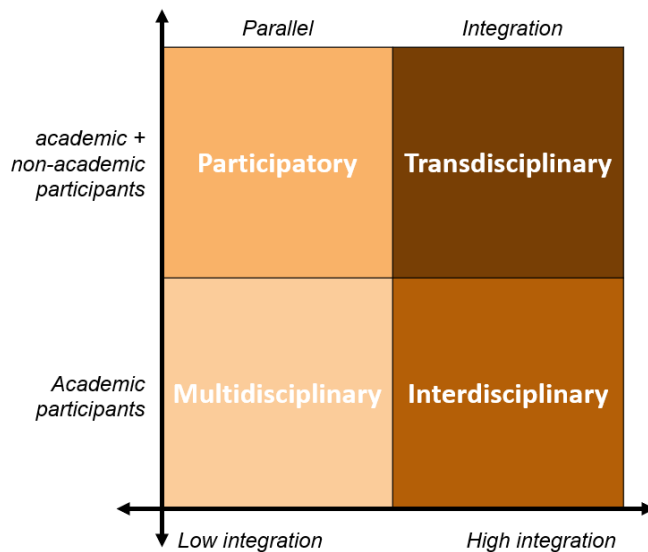 Parallel
Integration
academic +
non-academic
participants
Participatory
Transdisciplinary
Academic
participants
Multidisciplinary
Interdisciplinary
Low integration
High integration